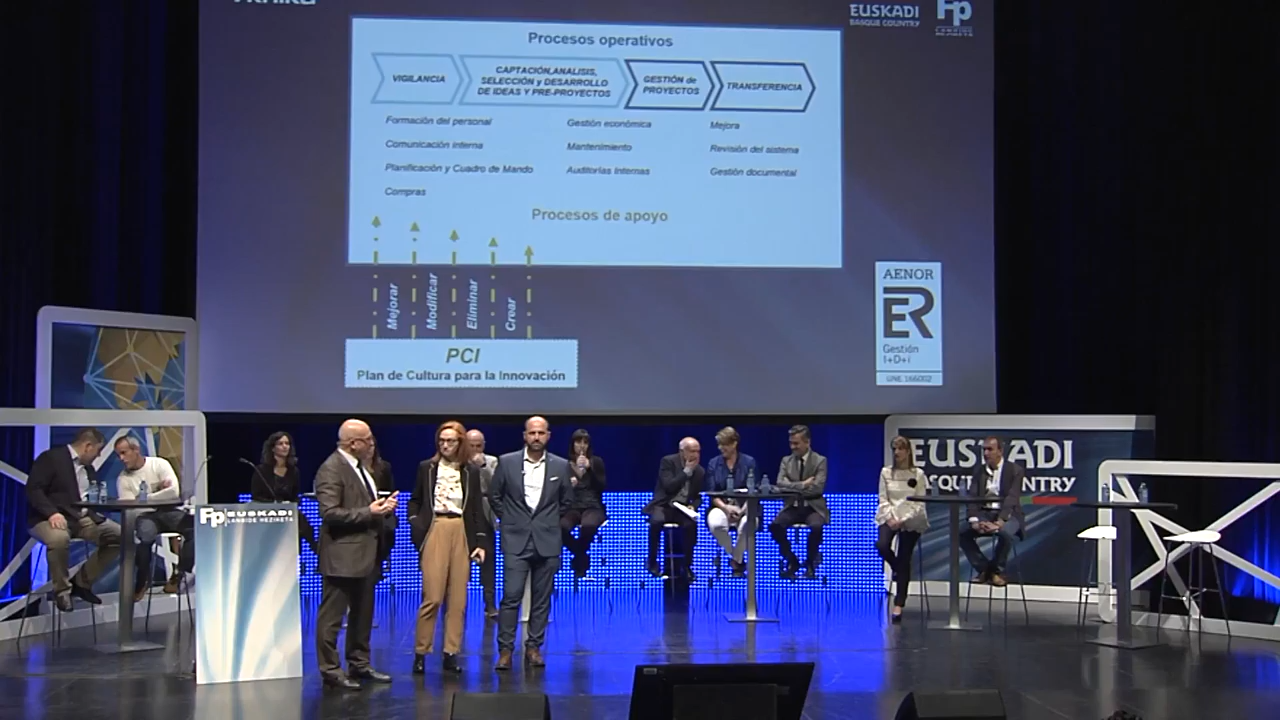 EUSKADI
BASQUE COUNTRY
Fp
LANBIDE HEZIKETA
Procesos operativos
VIGILANCIA
CAPTACIÓN,ANALISIS,
SELECCIÓN y DESARROLLO
DE IDEAS Y PRE-PROYECTOS
GESTIÓN de
PROYECTOS
TRANSFERENCIA
Formación del personal
Comunicación interna
Planificación y Cuadro de Mando
Compras
Gestión económica
Mantenimiento
Auditorías Internas
Mejora
Revisión del sistema
Gestión documental
Procesos de apoyo
Mejorar
Modificar
Eliminar
Crear
PCI
Plan de Cultura para la Innovación
AENOR
ER
Gestión
I+D+i
UNE 166002
Fp EUSKADI
LANBIDE HEZIKETA
EUSKADI
BASQUE COUNTRY